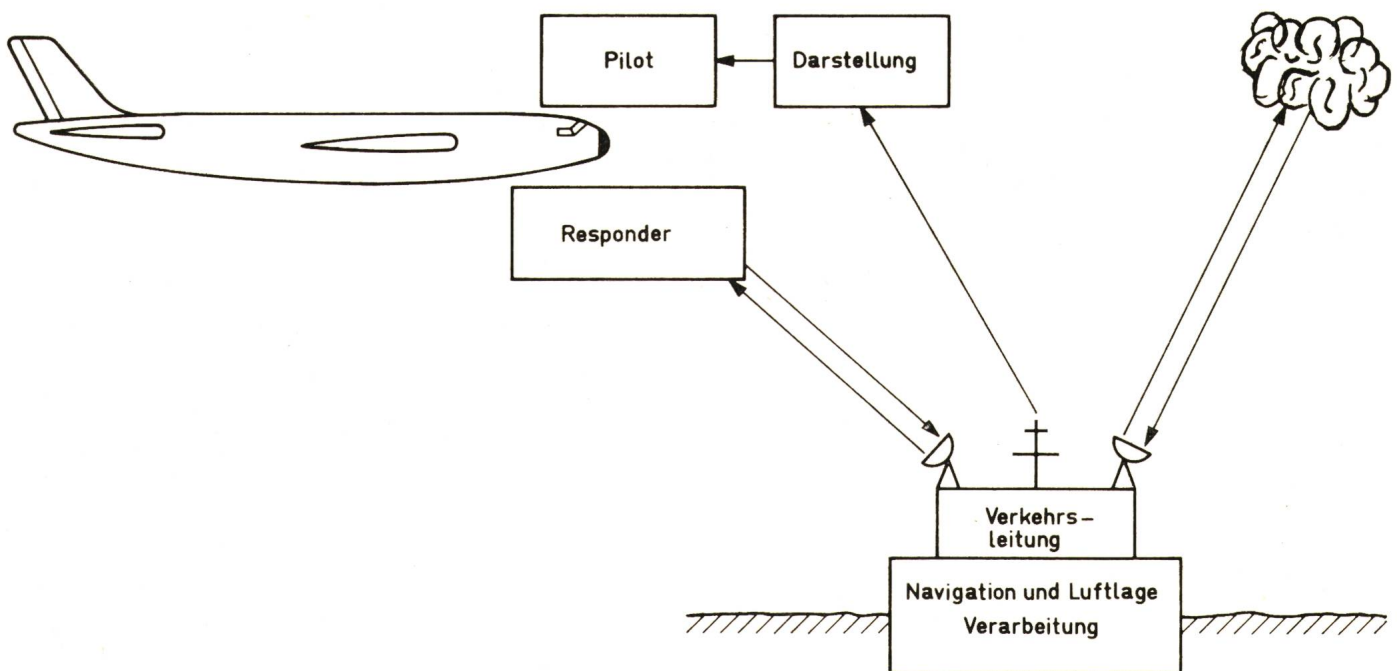 Pilot
Darstellung
Responder
Verkehrs-
leitung
Navigation und Luftlage
Verarbeitung